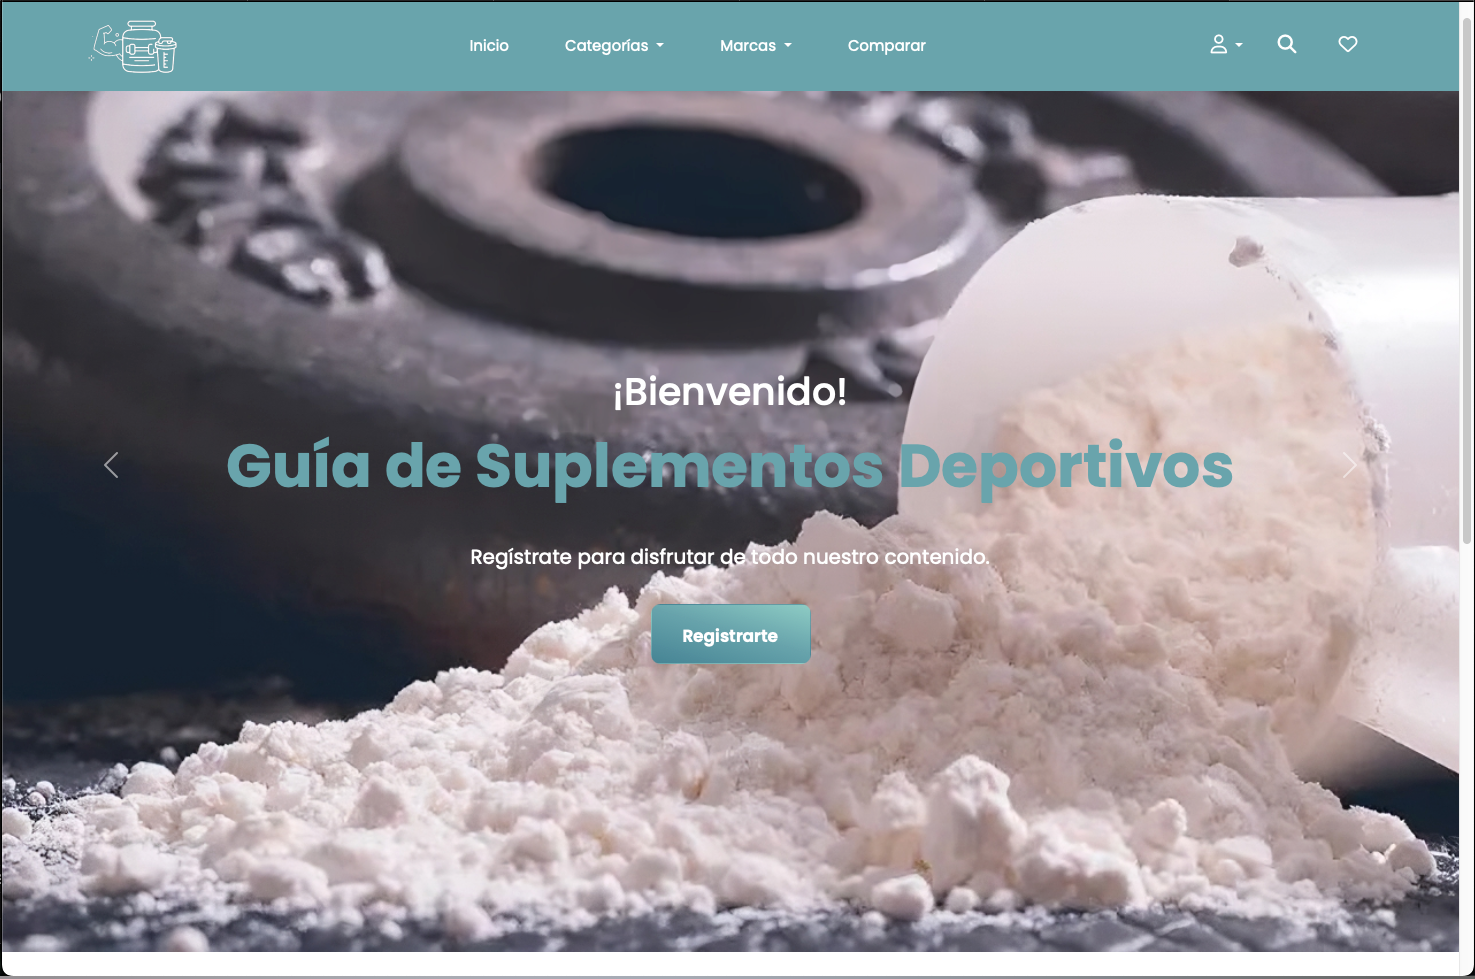 Inicio
Categorías
Marcas
Comparar
¡Bienvenido!
Guía de Suplementos Deportivos
Regístrate para disfrutar de todo nuestro contenido.
Registrarte